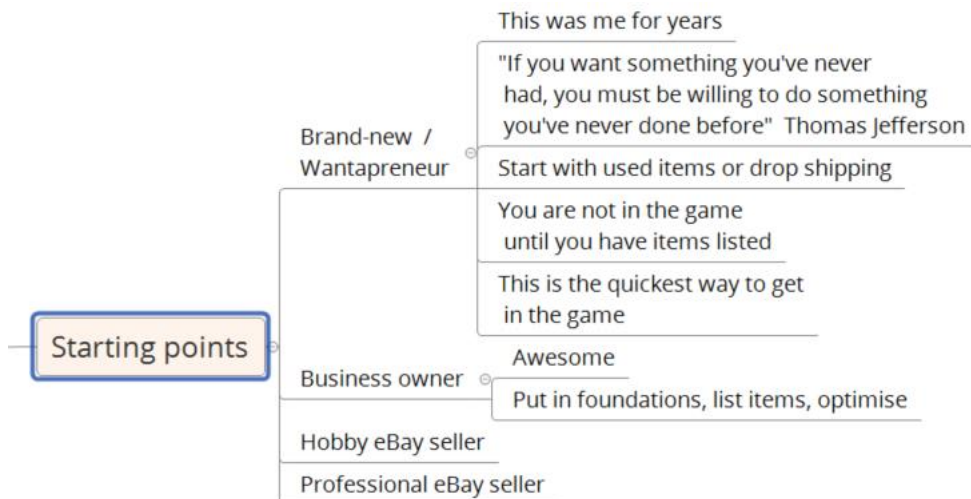 This was me for years
"If you want something you've never
had, you must be willing to do something
you've never done before" Thomas Jefferson
Brand-new /
Wantapreneur
Start with used items or drop shipping
You are not in the game
until you have items listed
This is the quickest way to get
in the game
Starting points
Awesome
Business owner
Put in foundations, list items, optimise
Hobby eBay seller
Professional eBay seller